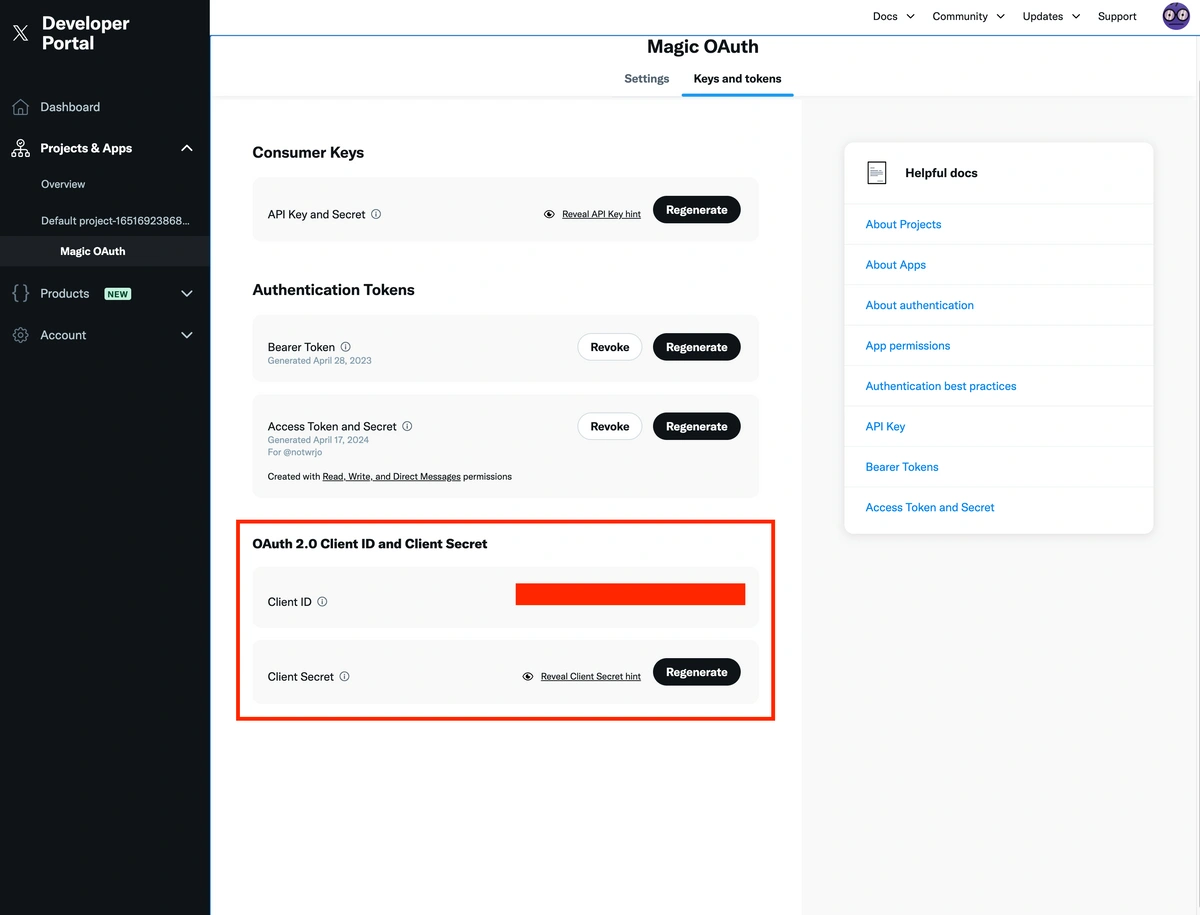 Developer
Portal
Docs
Community
Updates
Support
Dashboard
Projects & Apps
Overview
Default project-16516923868...
Magic OAuth
Products NEW
Account
Magic OAuth
Settings
Keys and tokens
Consumer Keys
API Key and Secret
Reveal API Key hint
Regenerate
Authentication Tokens
Bearer Token
Generated April 28, 2023
Revoke
Regenerate
Access Token and Secret
Generated April 17, 2024
For @notwrjo
Revoke
Regenerate
Created with Read, Write, and Direct Messages permissions
OAuth 2.0 Client ID and Client Secret
Client ID
Client Secret
Reveal Client Secret hint
Regenerate
Helpful docs
About Projects
About Apps
About authentication
App permissions
Authentication best practices
API Key
Bearer Tokens
Access Token and Secret